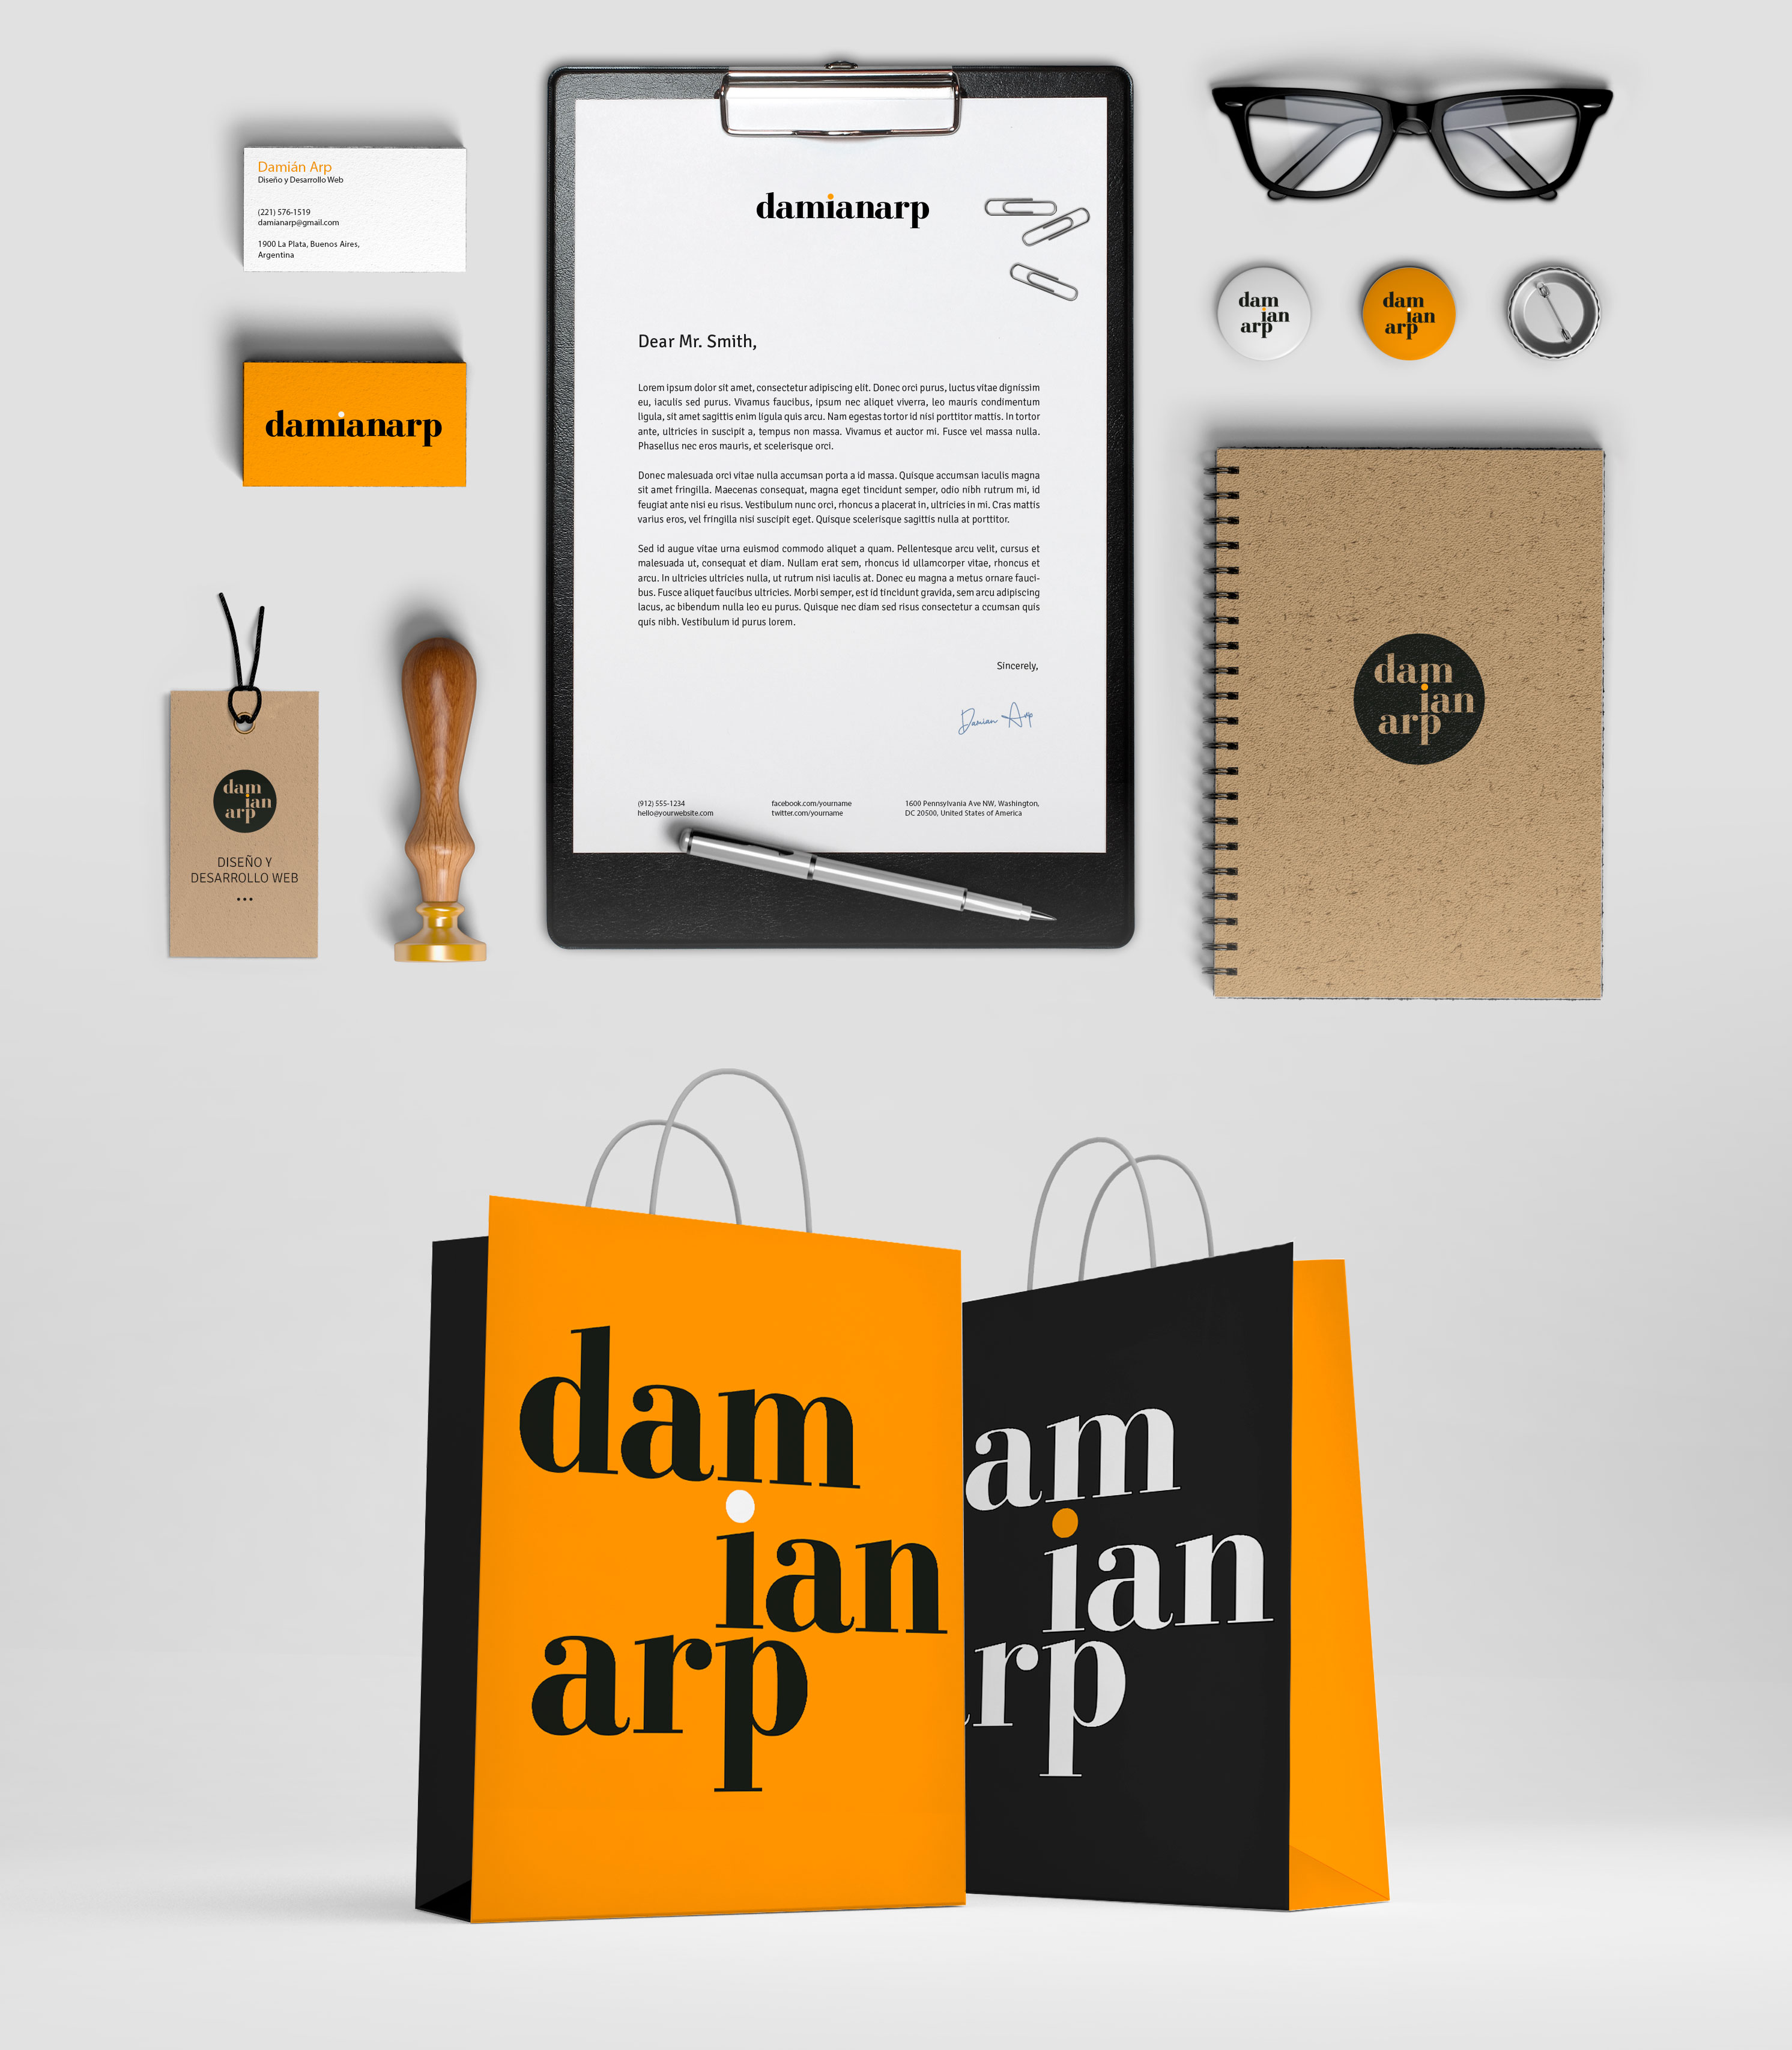 Damián Arp
Diseño y Desarrollo Web
(221) 576-1519
damianarp@gmail.com
1900 La Plata, Buenos Aires,
Argentina
damianarp
DISEÑO Y
DESARROLLO WEB
dam
ian
arp
damianarp
Dear Mr. Smith,
Lorem ipsum dolor sit amet, consectetur adipiscing elit. Donec orci purus, luctus vitae dignissim
eu, iaculis sed purus. Vivamus faucibus, ipsum nec aliquet viverra, leo mauris condimentum
ligula, sit amet sagittis enim ligula quis arcu. Nam egestas tortor id nisi porttitor mattis. In tortor
ante, ultricies in suscipit a, tempus non massa. Vivamus et auctor mi. Fusce vel massa nulla.
Phasellus nec eros mauris, et scelerisque orci.
Donec malesuada orci vitae nulla accumsan porta a id massa. Quisque accumsan iaculis magna
sit amet fringilla. Maecenas consequat, magna eget tincidunt semper, odio nibh rutrum mi, id
feugiat ante nisi eu risus. Vestibulum nunc orci, rhoncus a placerat in, ultricies in mi. Cras mattis
varius eros, vel fringilla nisi suscipit eget. Quisque scelerisque sagittis nulla at porttitor.
Sed id augue vitae urna euismod commodo aliquet a quam. Pellentesque arcu velit, cursus et
malesuada ut, consequat et diam. Nullam erat sem, rhoncus id ullamcorper vitae, rhoncus et
arcu. In ultricies ultricies nulla, ut rutrum nisi iaculis at. Donec eu magna a metus ornare fauci-
bus. Fusce aliquet faucibus ultricies. Morbi semper, est id tincidunt gravida, sem arcu adipiscing
lacus, ac bibendum nulla leo eu purus. Quisque nec diam sed risus consectetur a ccumsan quis
quis nibh. Vestibulum id purus lorem.
Sincerely,
Damian Arp
(912) 555-1234
hello@yourwebsite.com
facebook.com/yourname
twitter.com/yourname
1600 Pennsylvania Ave NW, Washington,
DC 20500, United States of America
dam
ian
arp
dam
ian
arp
dam
ian
arp
dam
ian
arp
am
ian
arp